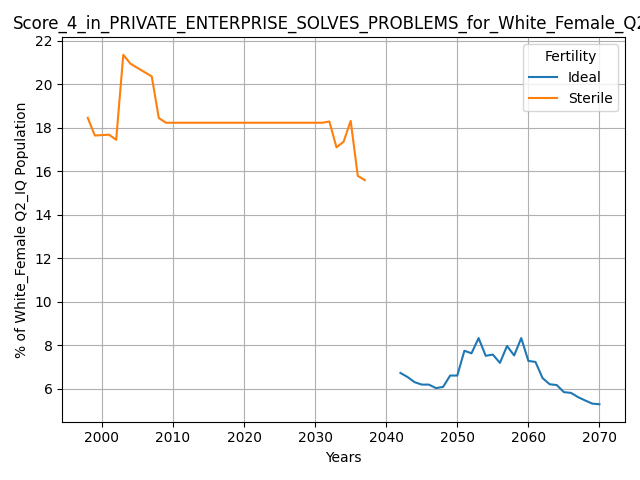 Score_4_in_PRIVATE_ENTERPRISE_SOLVES_PROBLEMS_for_White_Female_Q2
Fertility
Ideal
Sterile
% of White_Female Q2_IQ Population
22
20
18
16
14
12
10
8
6
2000 2010 2020 2030 2040 2050 2060 2070
Years